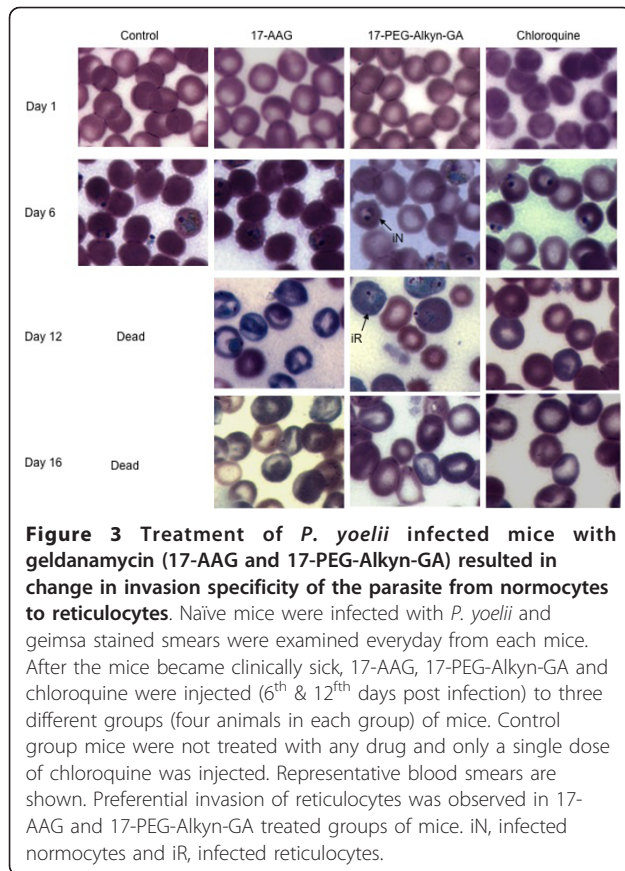 Control 17-AAG 17-PEG-Alkyn-GA Chloroquine
Day 1
Day 6
iN
Day 12 Dead
iR
Day 16 Dead
Figure 3 Treatment of P. yoelii infected mice with
geldanamycin (17-AAG and 17-PEG-Alkyn-GA) resulted in
change in invasion specificity of the parasite from normocytes
to reticulocytes. Naïve mice were infected with P. yoelii and
geimsa stained smears were examined everyday from each mice.
After the mice became clinically sick, 17-AAG, 17-PEG-Alkyn-GA and
chloroquine were injected (6th & 12fth days post infection) to three
different groups (four animals in each group) of mice. Control
group mice were not treated with any drug and only a single dose
of chloroquine was injected. Representative blood smears are
shown. Preferential invasion of reticulocytes was observed in 17-
AAG and 17-PEG-Alkyn-GA treated groups of mice. iN, infected
normocytes and iR, infected reticulocytes.